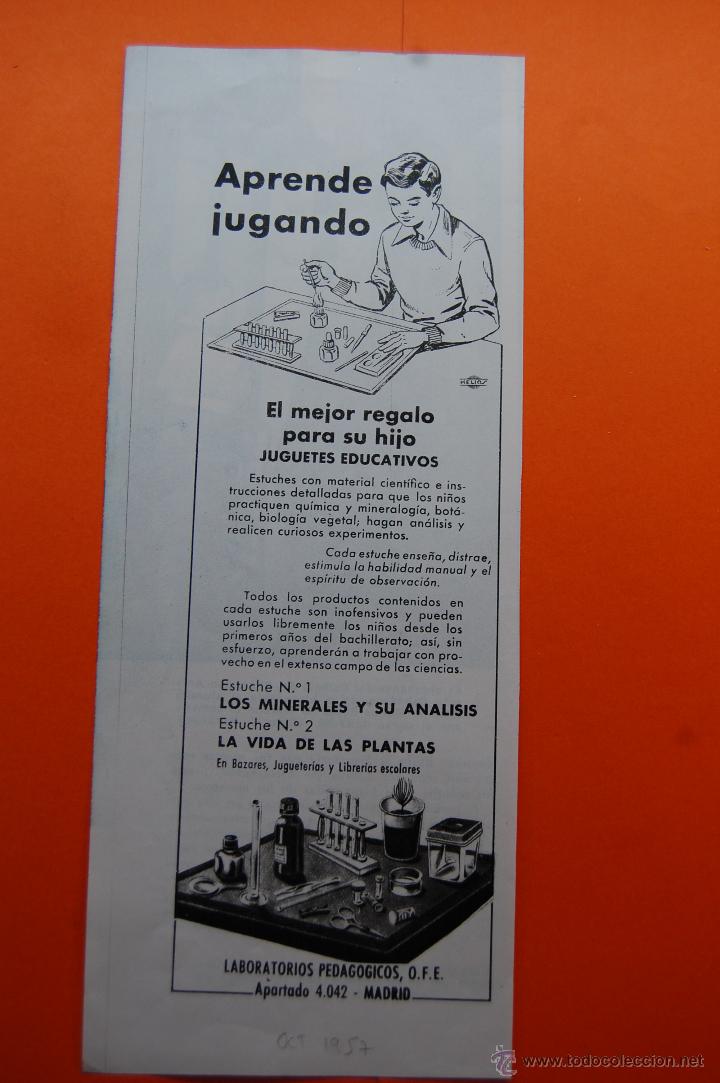 Aprende
jugando
HELIOS
El mejor regalo
para su hijo
JUGUETES EDUCATIVOS
Estuches con material científico e ins-
trucciones detalladas para que los niños
practiquen química y mineralogía, botá-
nica, biología vegetal; hagan análisis y
realicen curiosos experimentos.
Cada estuche enseña, distrae,
estimula la habilidad manual y el
espíritu de observación.
Todos los productos contenidos en
cada estuche son inofensivos y pueden
usarlos libremente los niños desde los
primeros años del bachillerato; así, sin
esfuerzo, aprenderán a trabajar con pro-
vecho en el extenso campo de las ciencias.
Estuche N.º 1
LOS MINERALES Y SU ANALISIS
Estuche N.º 2
LA VIDA DE LAS PLANTAS
En Bazares, Jugueterías y Librerías escolares
LABORATORIOS PEDAGOGICOS, O.F.E.
Apartado 4.042 - MADRID
OCT 1957
www.todocoleccion.net